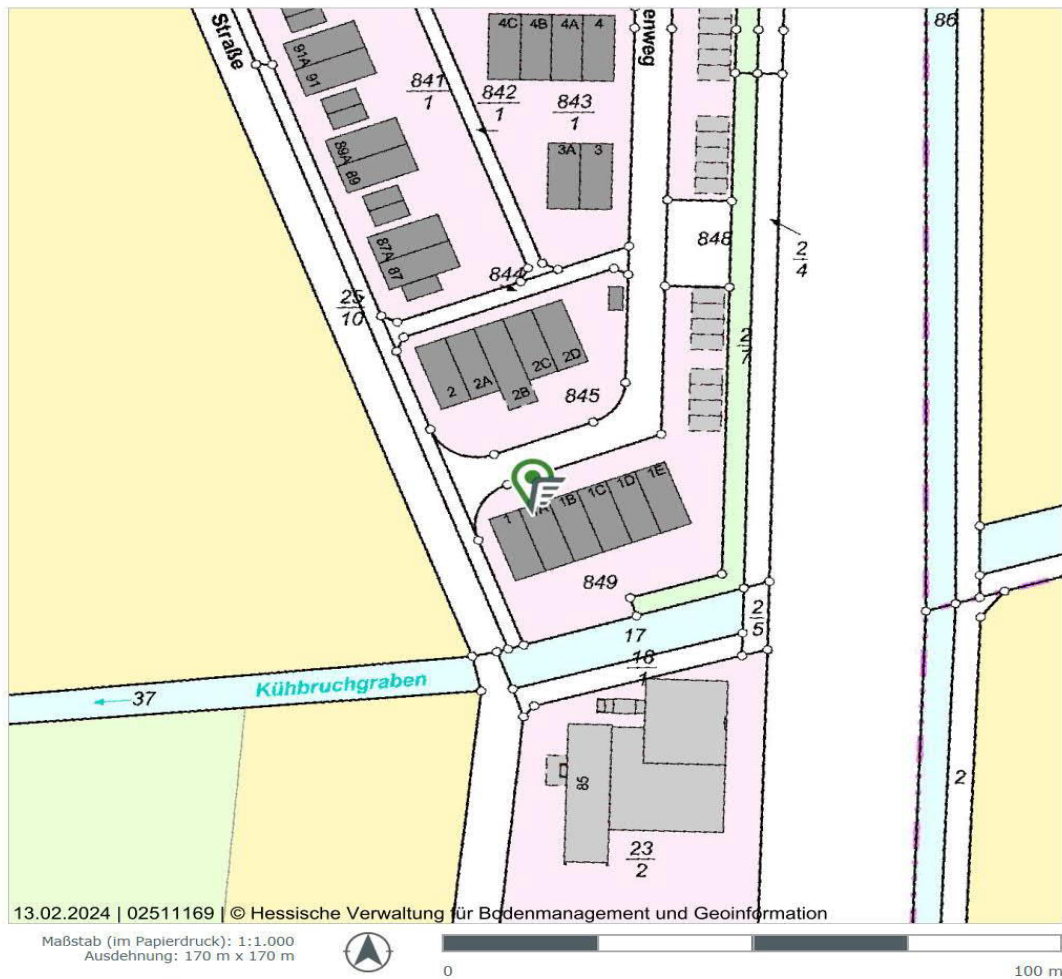 Straße
enweg
86
4C 4B 4A 4
91A 91
841
1
842
1
843
1
3A 3
89A 89
848
2
4
87A 87
844
25
10
2
7
2 2A 2B 2C 2D
845
1 1B 1C 1D 1E
849
2
5
17
18
1
Kühbruchgraben
37
2
85
23
2
13.02.2024 | 02511169 | © Hessische Verwaltung für Bodenmanagement und Geoinformation
Maßstab (im Papierdruck): 1:1.000
Ausdehnung: 170 m x 170 m
0
100 m